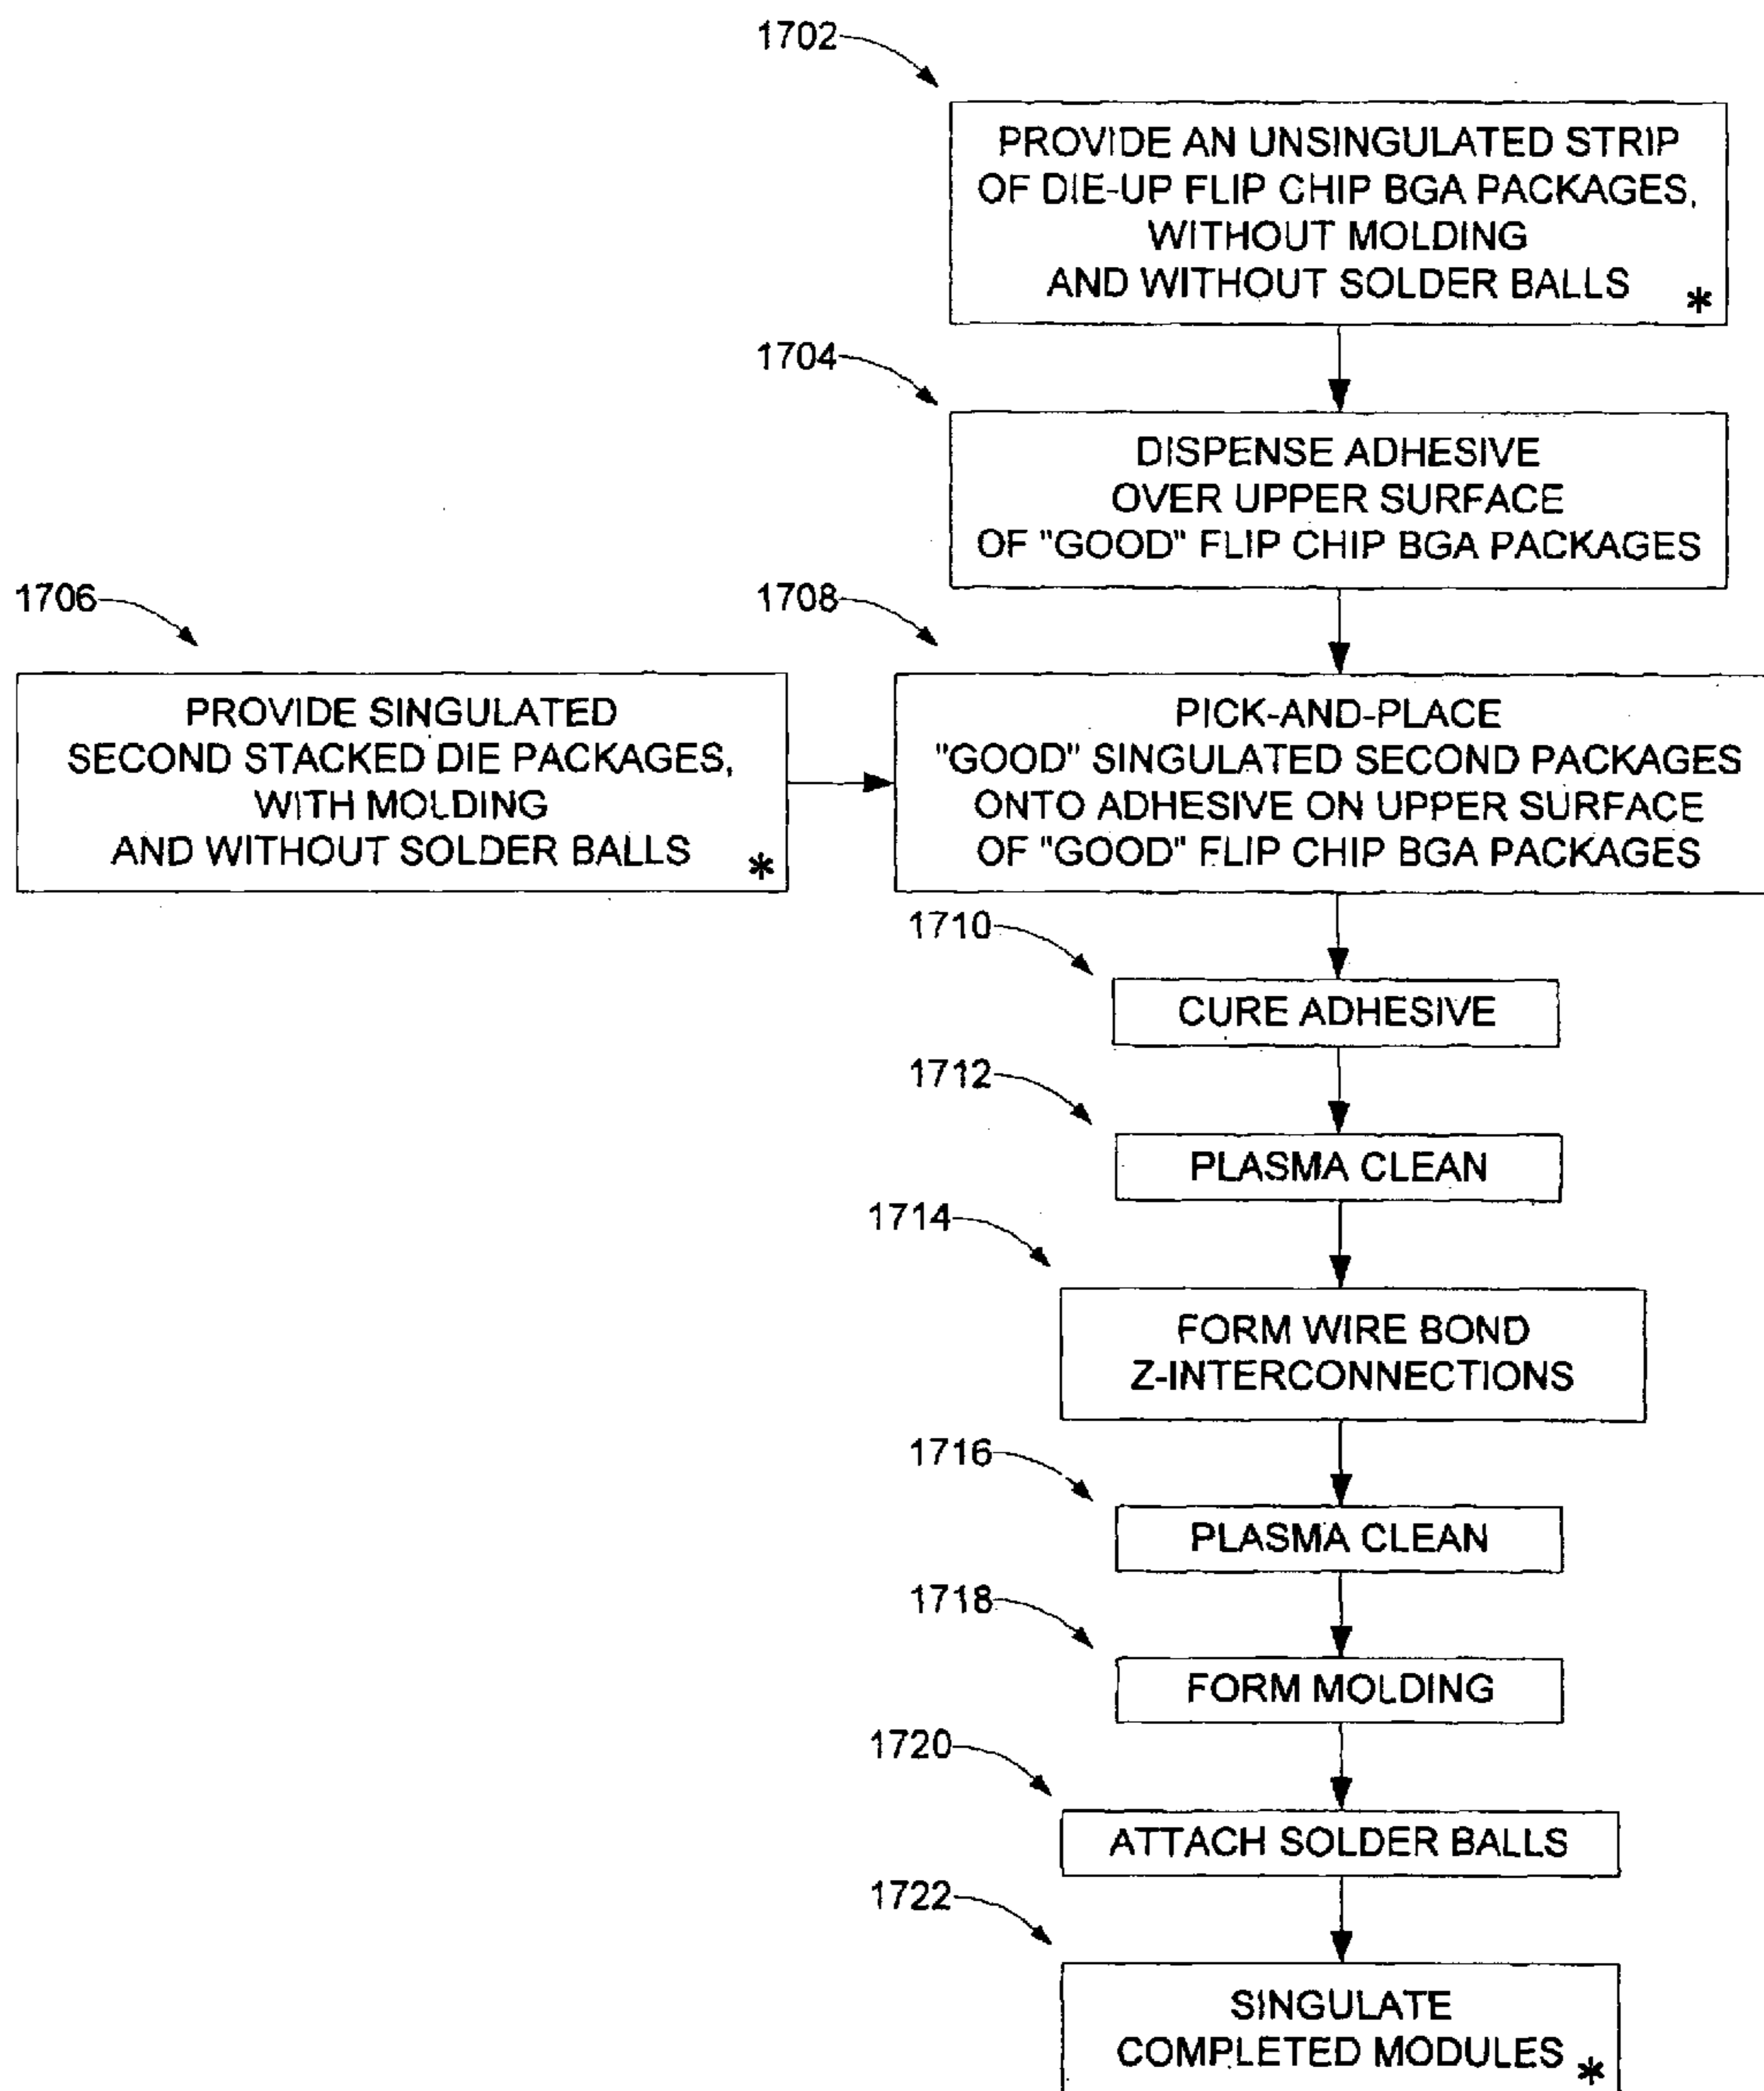 1702
PROVIDE AN UNSINGULATED STRIP
OF DIE-UP FLIP CHIP BGA PACKAGES,
WITHOUT MOLDING
AND WITHOUT SOLDER BALLS *
1704
DISPENSE ADHESIVE
OVER UPPER SURFACE
OF "GOOD" FLIP CHIP BGA PACKAGES
1706
PROVIDE SINGULATED
SECOND STACKED DIE PACKAGES,
WITH MOLDING
AND WITHOUT SOLDER BALLS *
1708
PICK-AND-PLACE
"GOOD" SINGULATED SECOND PACKAGES
ONTO ADHESIVE ON UPPER SURFACE
OF "GOOD" FLIP CHIP BGA PACKAGES
1710
CURE ADHESIVE
1712
PLASMA CLEAN
1714
FORM WIRE BOND
Z-INTERCONNECTIONS
1716
PLASMA CLEAN
1718
FORM MOLDING
1720
ATTACH SOLDER BALLS
1722
SINGULATE
COMPLETED MODULES *